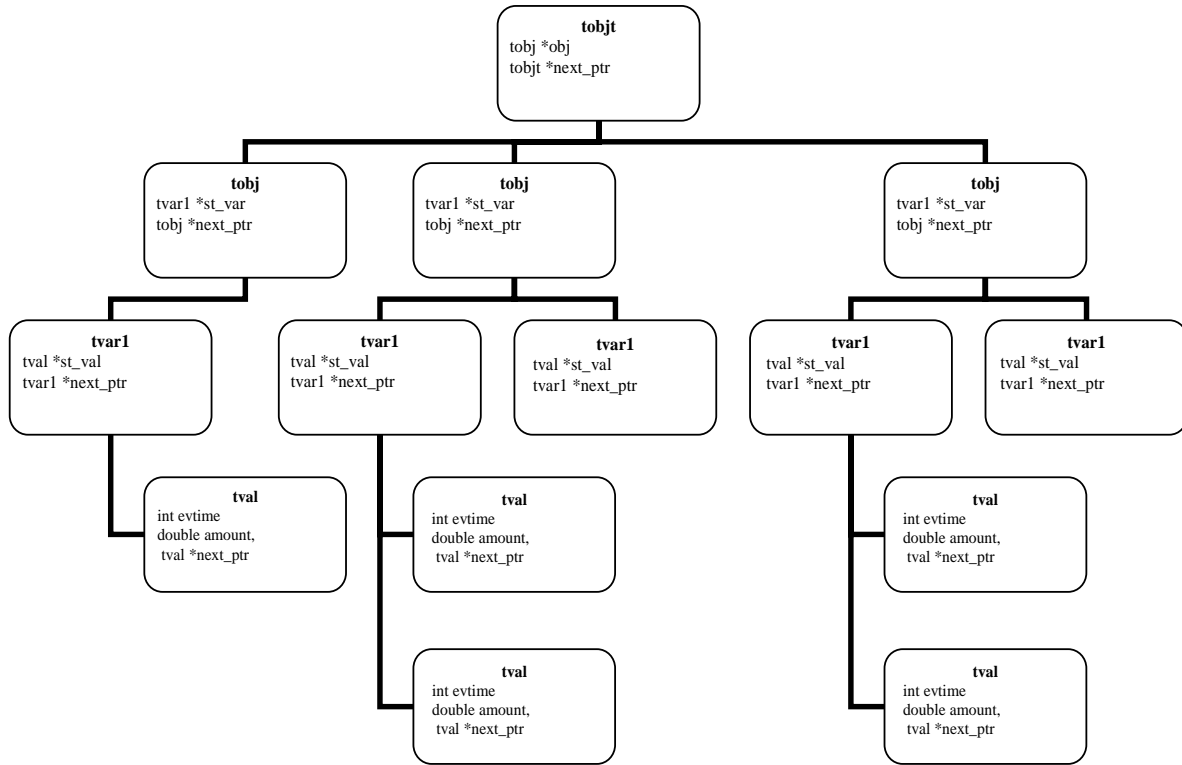 tobjt
tobj *obj
tobjt *next_ptr
tobj
tvar1 *st_var
tobj *next_ptr
tobj
tvar1 *st_var
tobj *next_ptr
tobj
tvar1 *st_var
tobj *next_ptr
tvar1
tval *st_val
tvar1 *next_ptr
tvar1
tval *st_val
tvar1 *next_ptr
tvar1
tval *st_val
tvar1 *next_ptr
tvar1
tval *st_val
tvar1 *next_ptr
tvar1
tval *st_val
tvar1 *next_ptr
tval
int evtime
double amount,
tval *next_ptr
tval
int evtime
double amount,
tval *next_ptr
tval
int evtime
double amount,
tval *next_ptr
tval
int evtime
double amount,
tval *next_ptr
tval
int evtime
double amount,
tval *next_ptr